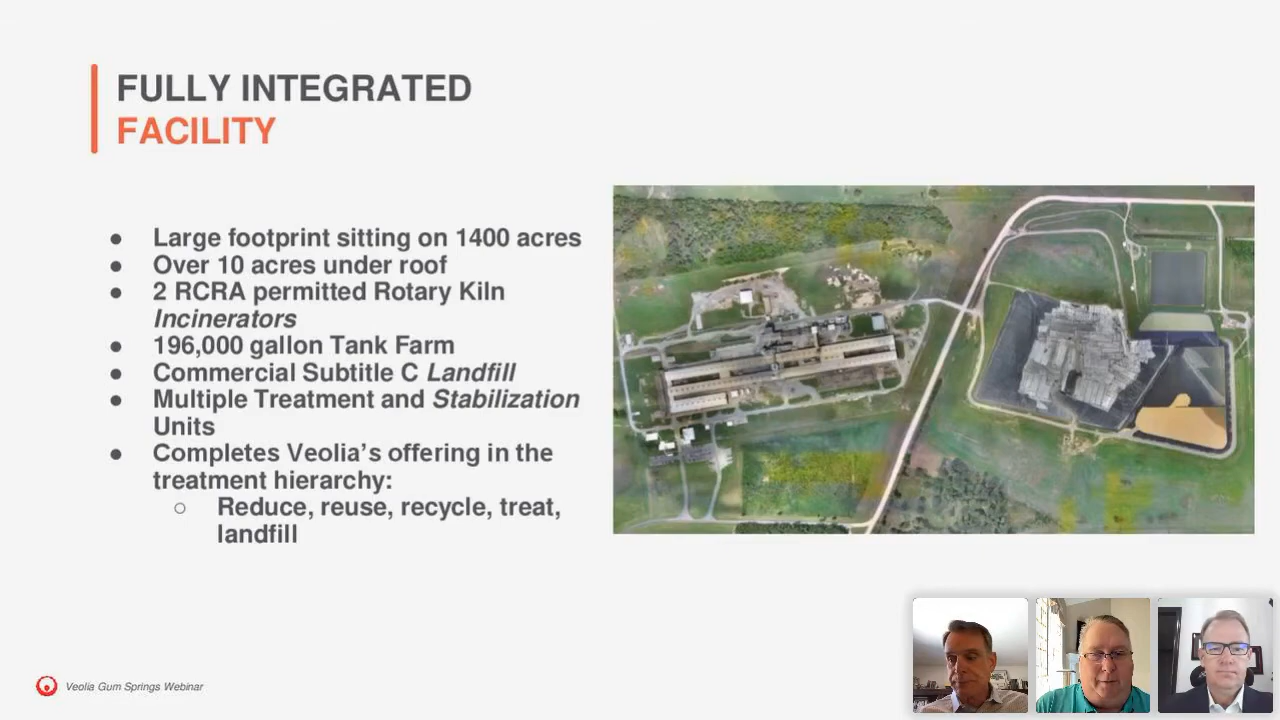 FULLY INTEGRATED
FACILITY
● Large footprint sitting on 1400 acres
● Over 10 acres under roof
● 2 RCRA permitted Rotary Kiln
Incinerators
● 196,000 gallon Tank Farm
● Commercial Subtitle C Landfill
● Multiple Treatment and Stabilization
Units
● Completes Veolia’s offering in the
treatment hierarchy:
○ Reduce, reuse, recycle, treat,
landfill
Veolia Gum Springs Webinar